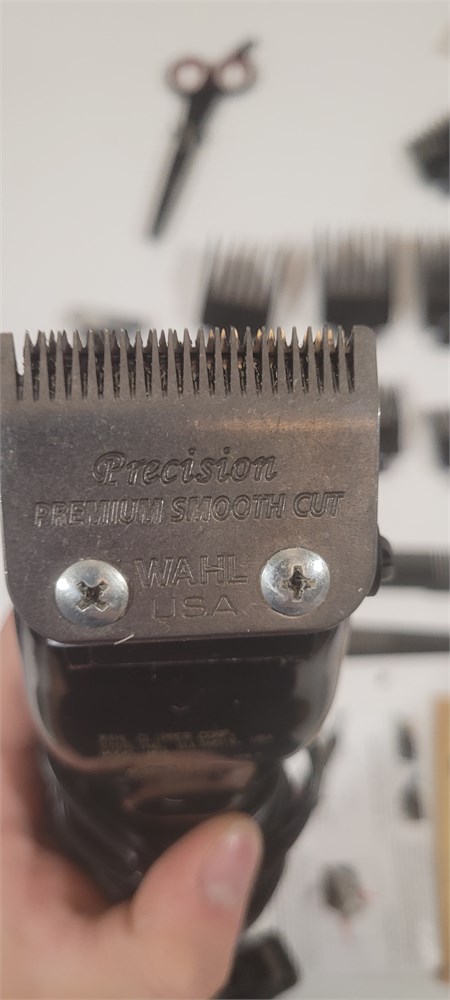 Precision
PREMIUM SMOOTH CUT
WAHL
USA